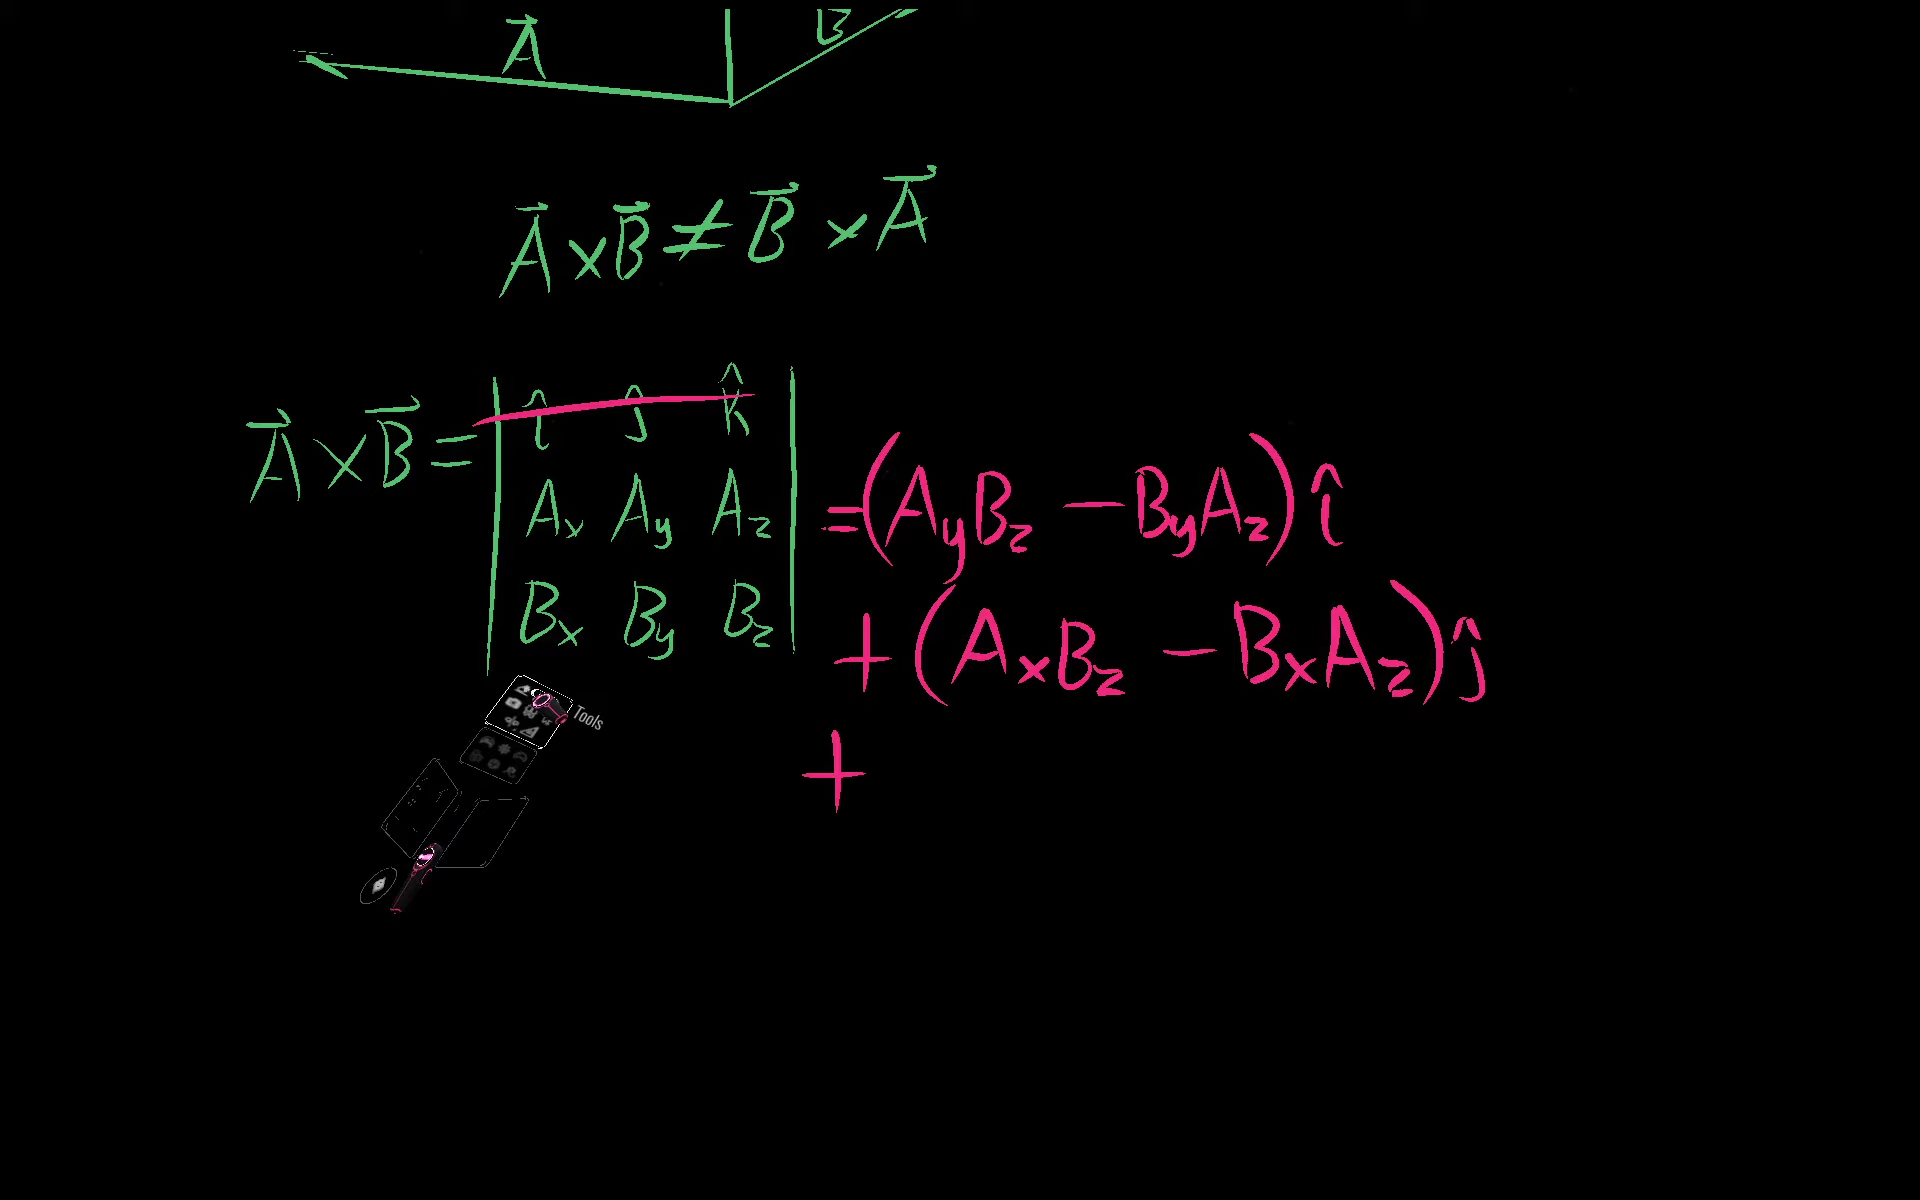 A⃗ B
A⃗ × B⃗ ≠ B⃗ × A⃗
A⃗ × B⃗ = | î ĵ k̂ |
| Ax Ay Az | = (AyBz − ByAz) î
| Bx By Bz | + (AxBz − BxAz) ĵ
Tools
+